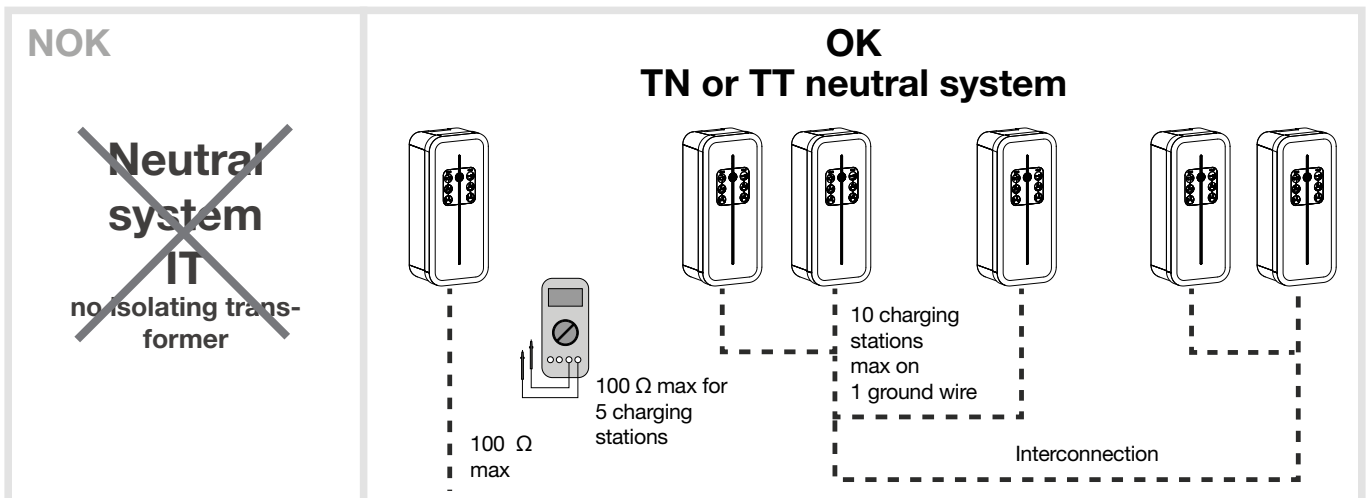 NOK
Neutral
system
IT
no isolating trans-
former
OK
TN or TT neutral system
100 Ω
max
100 Ω max for
5 charging
stations
10 charging
stations
max on
1 ground wire
Interconnection